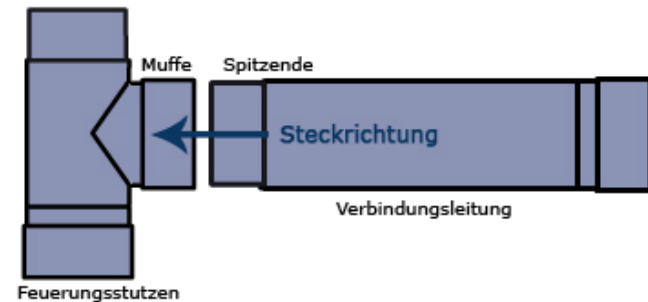 Muffe
Spitzende
Steckrichtung
Verbindungsleitung
Feuerungsstutzen